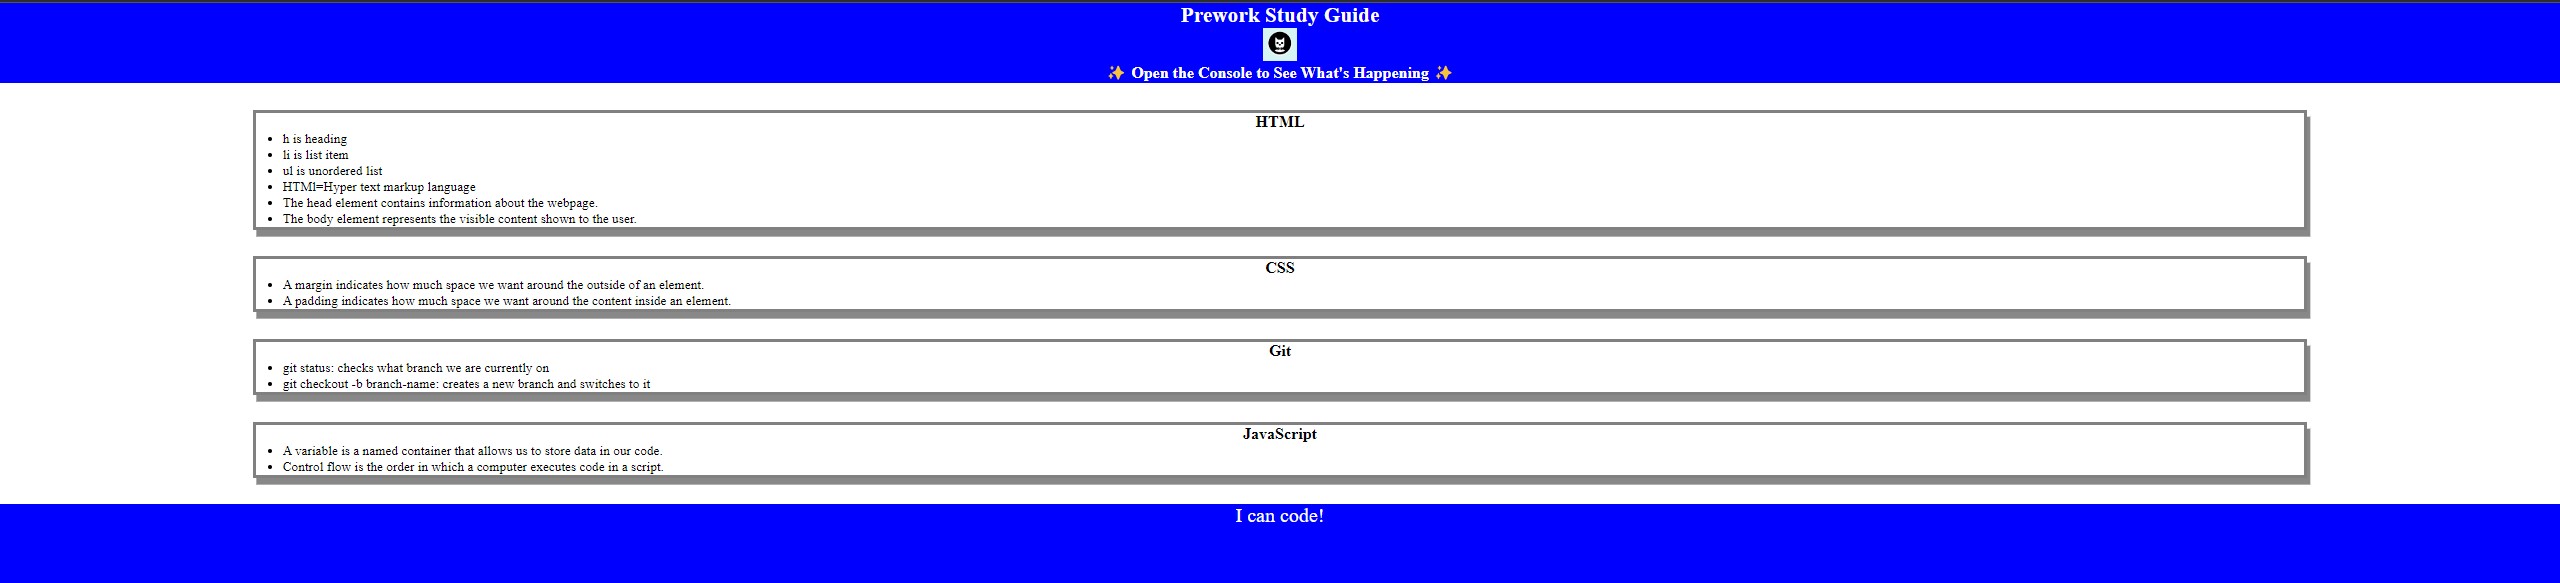 Prework Study Guide
✨ Open the Console to See What's Happening ✨
HTML
h is heading
li is list item
ul is unordered list
HTMl=Hyper text markup language
The head element contains information about the webpage.
The body element represents the visible content shown to the user.
CSS
A margin indicates how much space we want around the outside of an element.
A padding indicates how much space we want around the content inside an element.
Git
git status: checks what branch we are currently on
git checkout -b branch-name: creates a new branch and switches to it
JavaScript
A variable is a named container that allows us to store data in our code.
Control flow is the order in which a computer executes code in a script.
I can code!